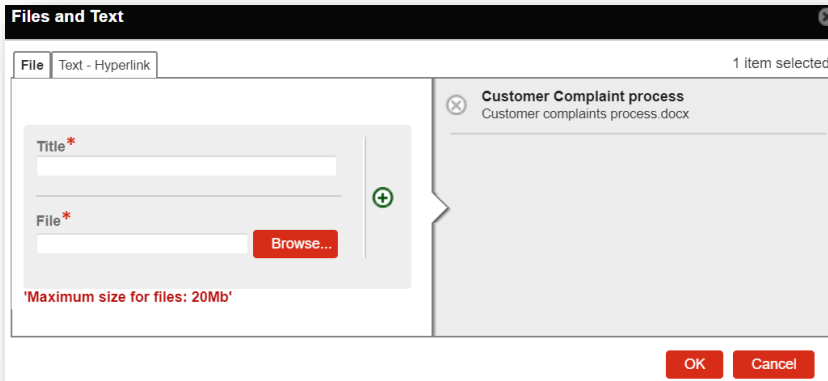 Files and Text
File
Text - Hyperlink
1 item selected
Title*
File*
Browse...
'Maximum size for files: 20Mb'
Customer Complaint process
Customer complaints process.docx
OK
Cancel